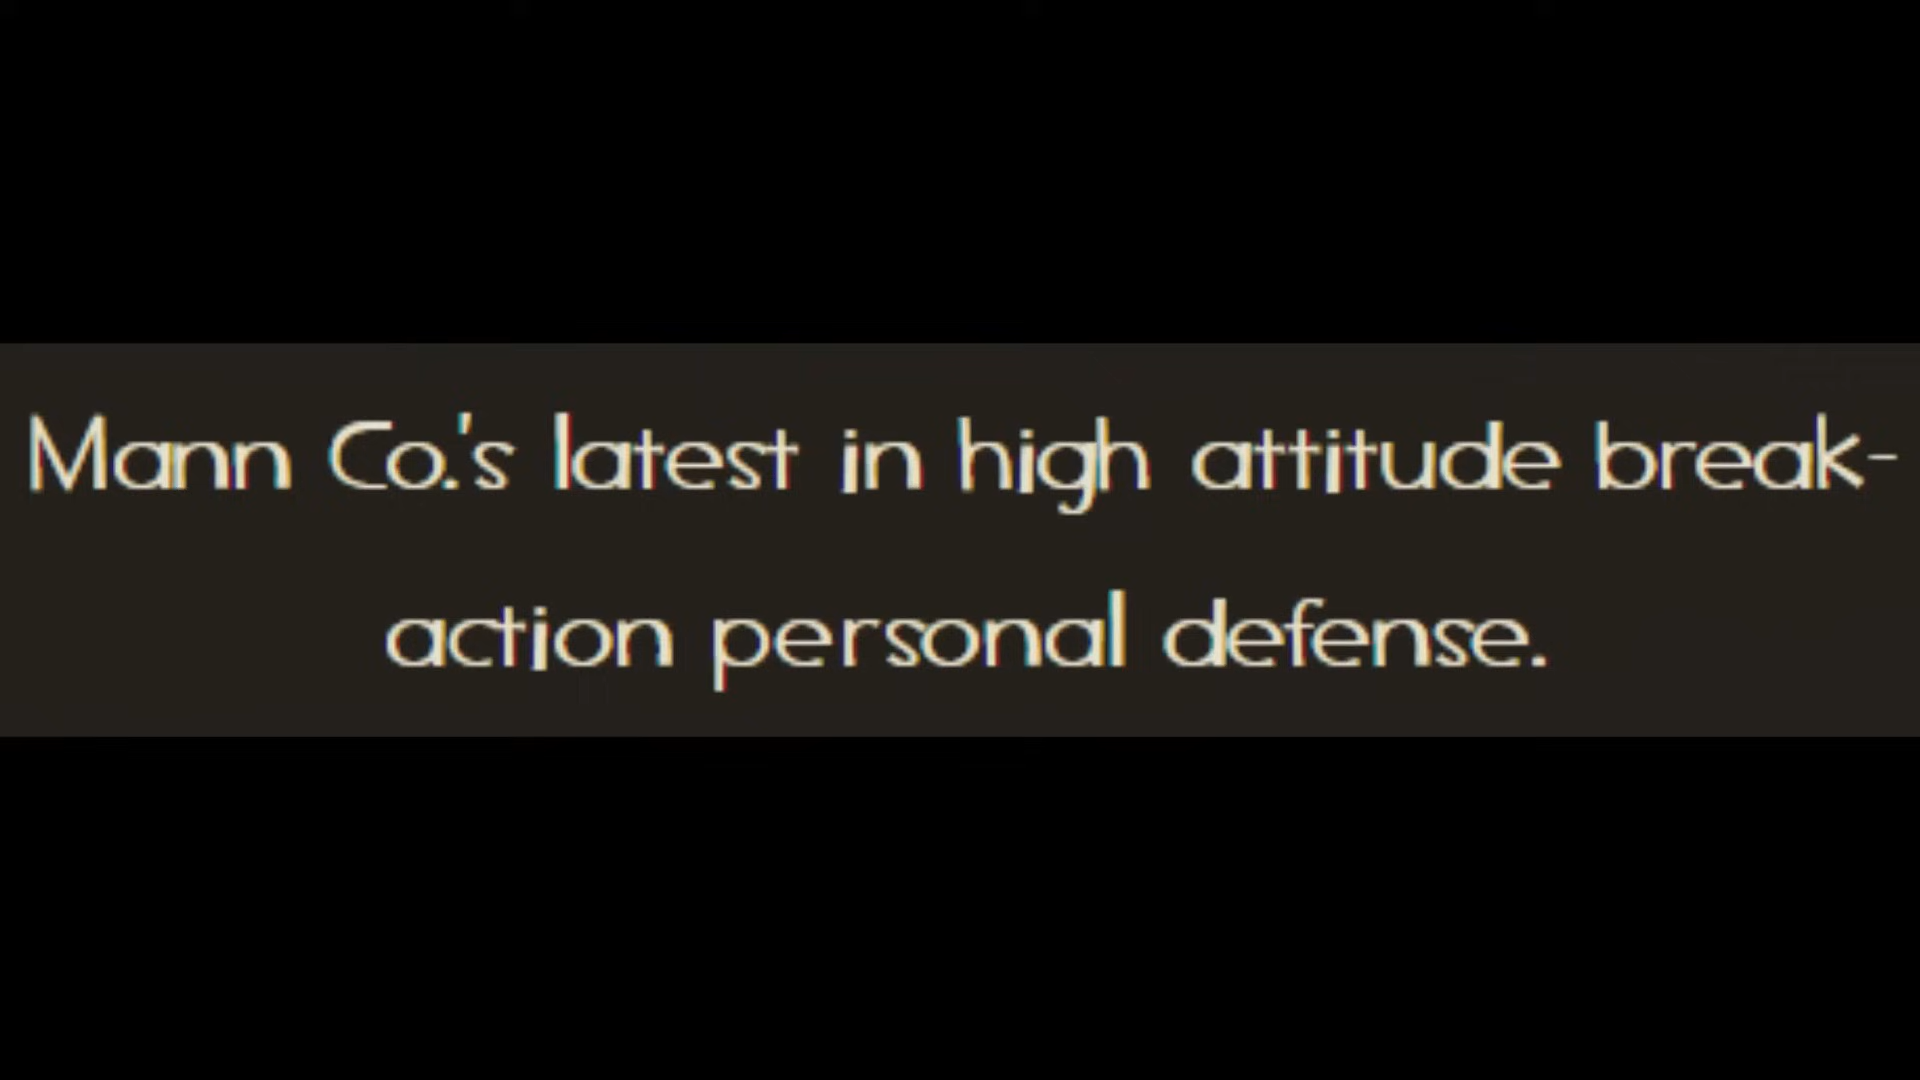 Mann Co.'s latest in high attitude break-
action personal defense.